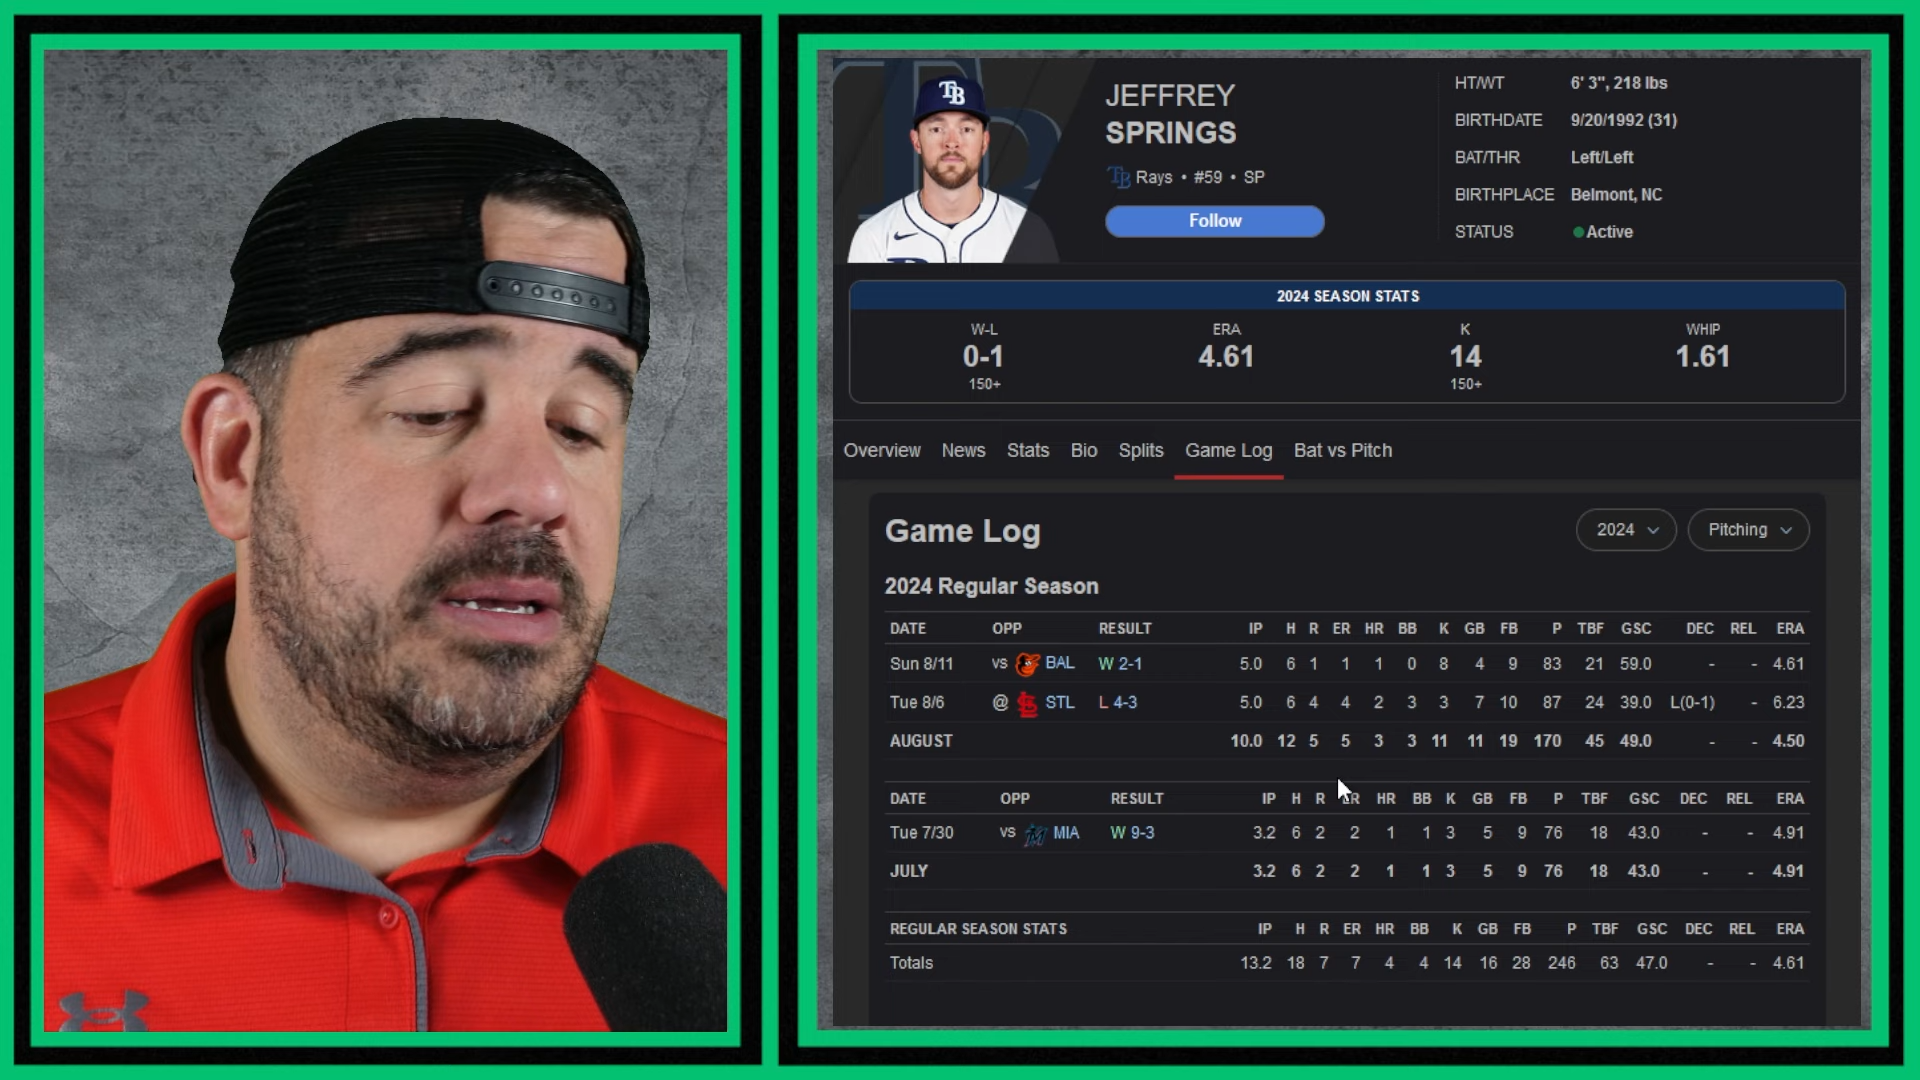 TB
JEFFREY
SPRINGS
Rays • #59 • SP
Follow
HT/WT 6' 3", 218 lbs
BIRTHDATE 9/20/1992 (31)
BAT/THR Left/Left
BIRTHPLACE Belmont, NC
STATUS Active
2024 SEASON STATS
W-L ERA K WHIP
0-1 4.61 14 1.61
150+ 150+
Overview News Stats Bio Splits Game Log Bat vs Pitch
Game Log
2024 Pitching
2024 Regular Season
DATE OPP RESULT IP H R ER HR BB K GB FB P TBF GSC DEC REL ERA
Sun 8/11 vs BAL W 2-1 5.0 6 1 1 1 0 8 4 9 83 21 59.0 - - 4.61
Tue 8/6 @ STL L 4-3 5.0 6 4 4 2 3 3 7 10 87 24 39.0 L(0-1) - 6.23
AUGUST 10.0 12 5 5 3 3 11 11 19 170 45 49.0 - - 4.50
DATE OPP RESULT IP H R ER HR BB K GB FB P TBF GSC DEC REL ERA
Tue 7/30 vs MIA W 9-3 3.2 6 2 2 1 1 3 5 9 76 18 43.0 - - 4.91
JULY 3.2 6 2 2 1 1 3 5 9 76 18 43.0 - - 4.91
REGULAR SEASON STATS IP H R ER HR BB K GB FB P TBF GSC DEC REL ERA
Totals 13.2 18 7 7 4 4 14 16 28 246 63 47.0 - - 4.61